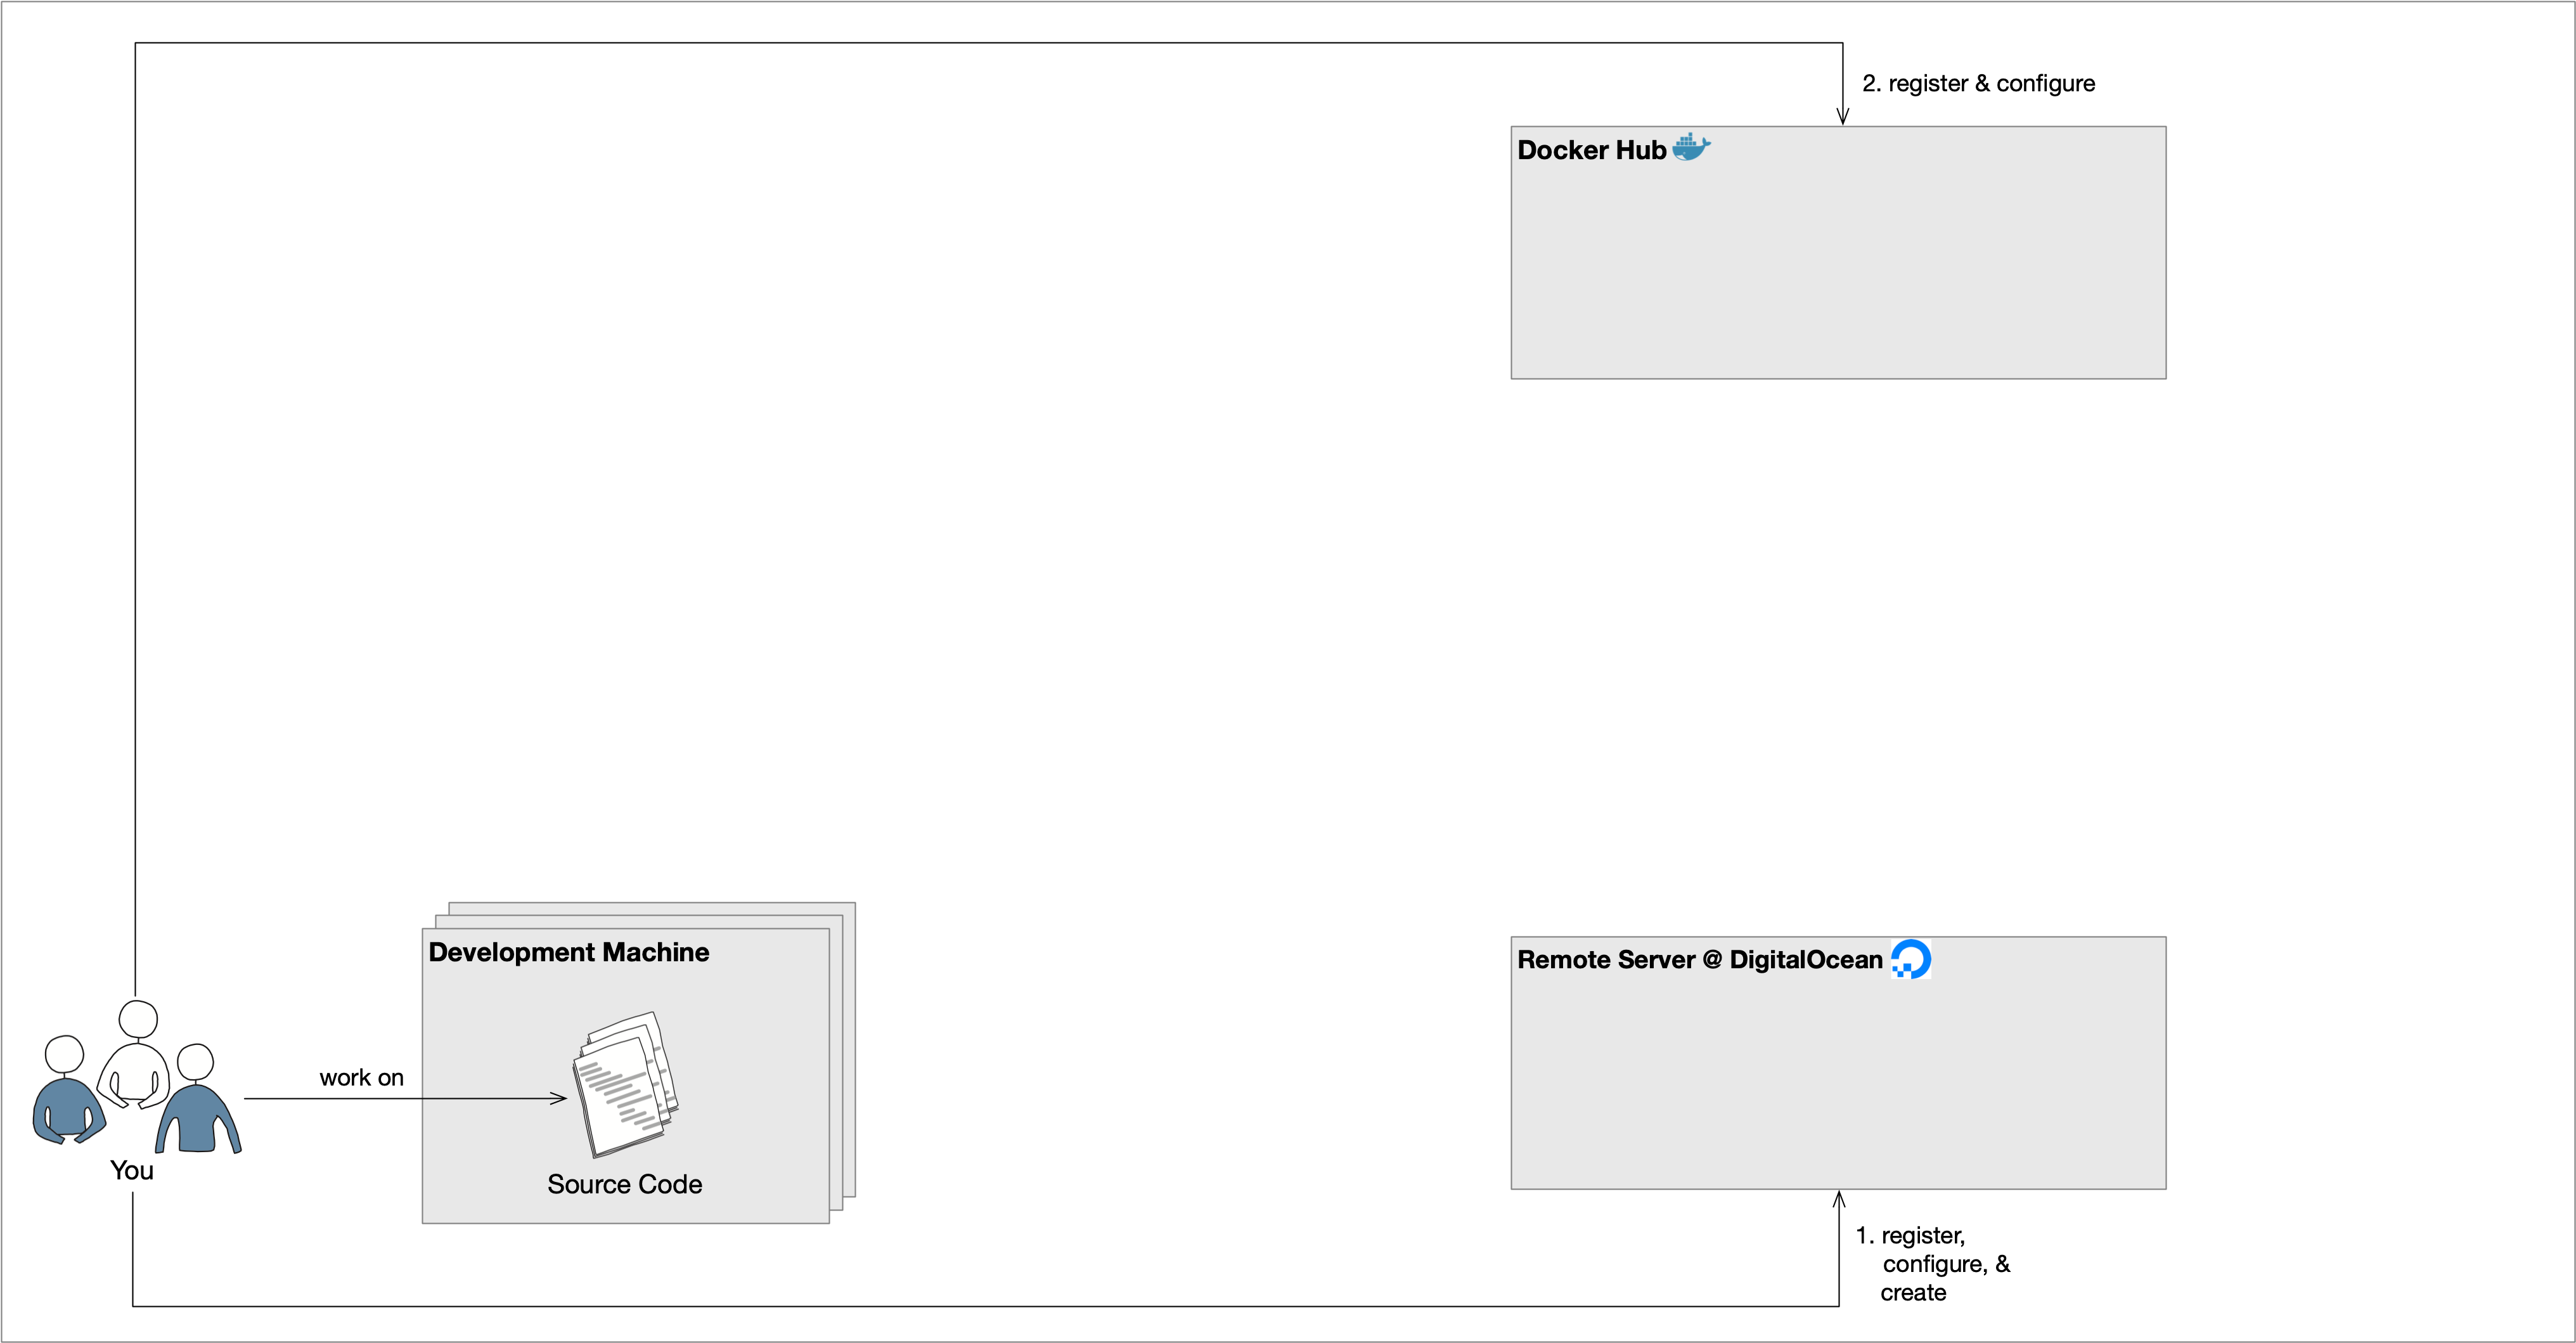 2. register & configure
Docker Hub
Development Machine
Remote Server @ DigitalOcean
work on
You
Source Code
1. register,
configure, &
create